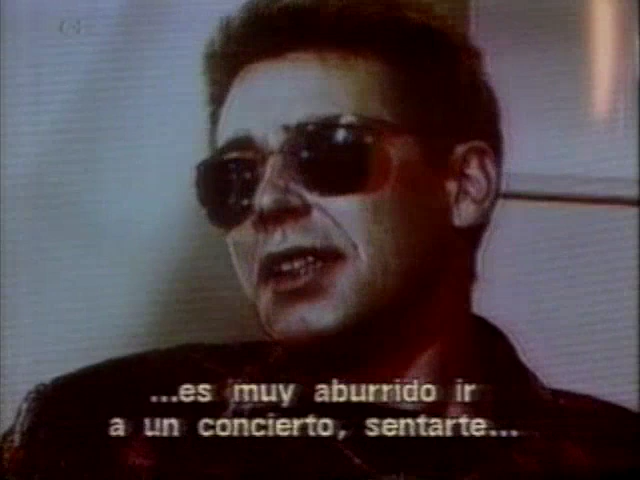 ...es muy aburrido ir
a un concierto, sentarte...